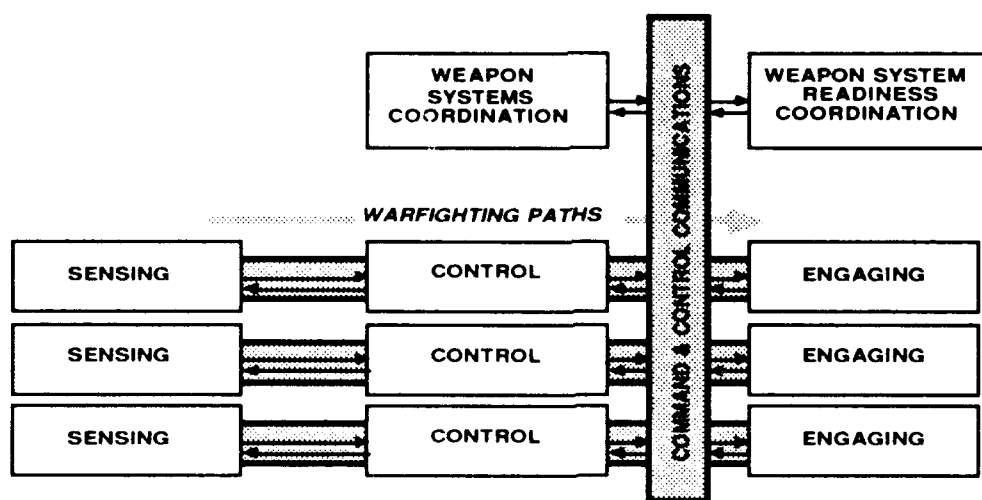 WEAPON
SYSTEMS
COORDINATION
WEAPON SYSTEM
READINESS
COORDINATION
COMMAND & CONTROL COMMUNICATIONS
WARFIGHTING PATHS
SENSING
CONTROL
ENGAGING
SENSING
CONTROL
ENGAGING
SENSING
CONTROL
ENGAGING